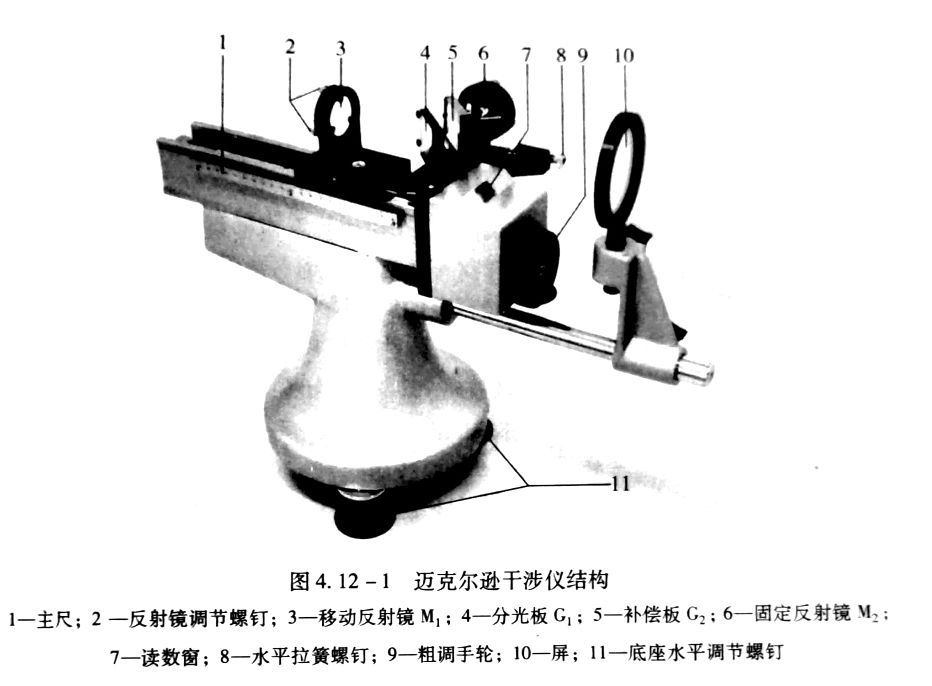 1 2 3 4 5 6 7 8 9 10
11
图 4.12-1 迈克尔逊干涉仪结构
1—主尺；2—反射镜调节螺钉；3—移动反射镜 M₁；4—分光板 G₁；5—补偿板 G₂；6—固定反射镜 M₂；
7—读数窗；8—水平拉簧螺钉；9—粗调手轮；10—屏；11—底座水平调节螺钉